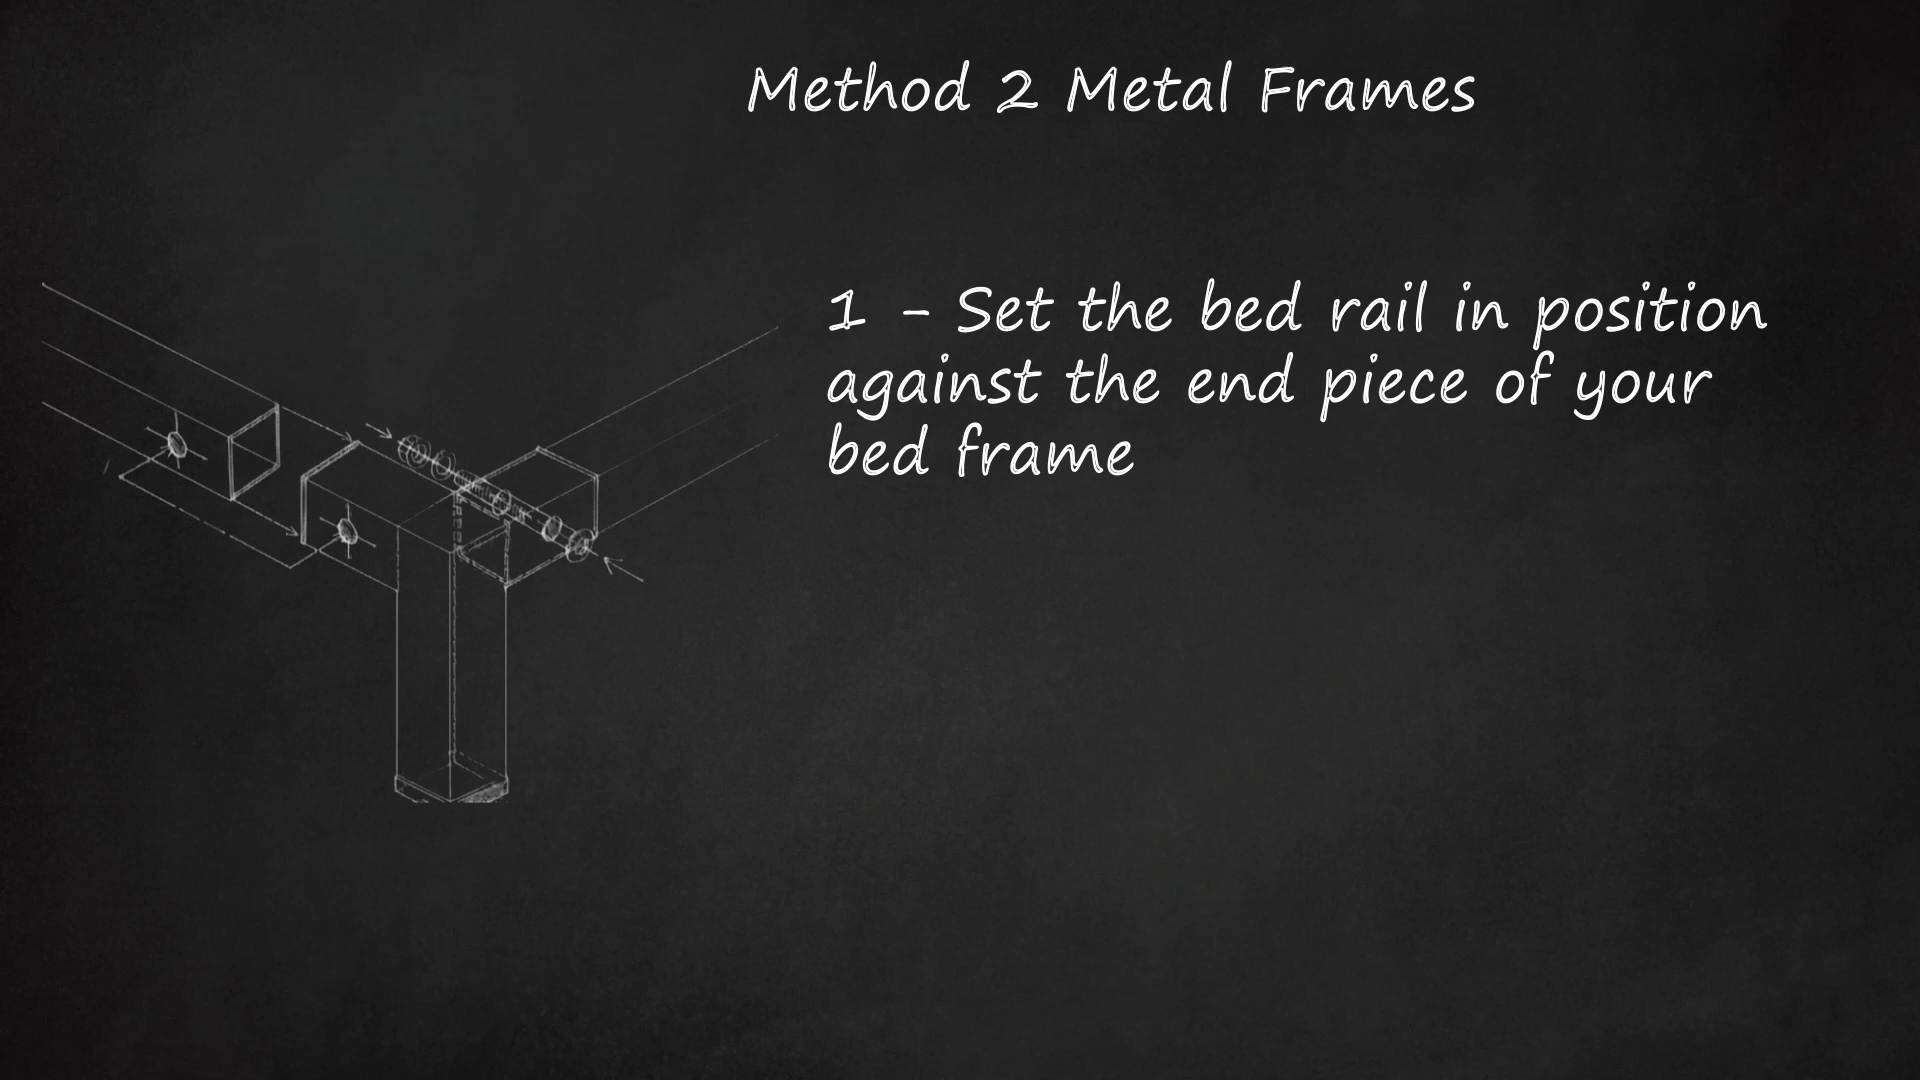 Method 2 Metal Frames
1 - Set the bed rail in position
against the end piece of your
bed frame